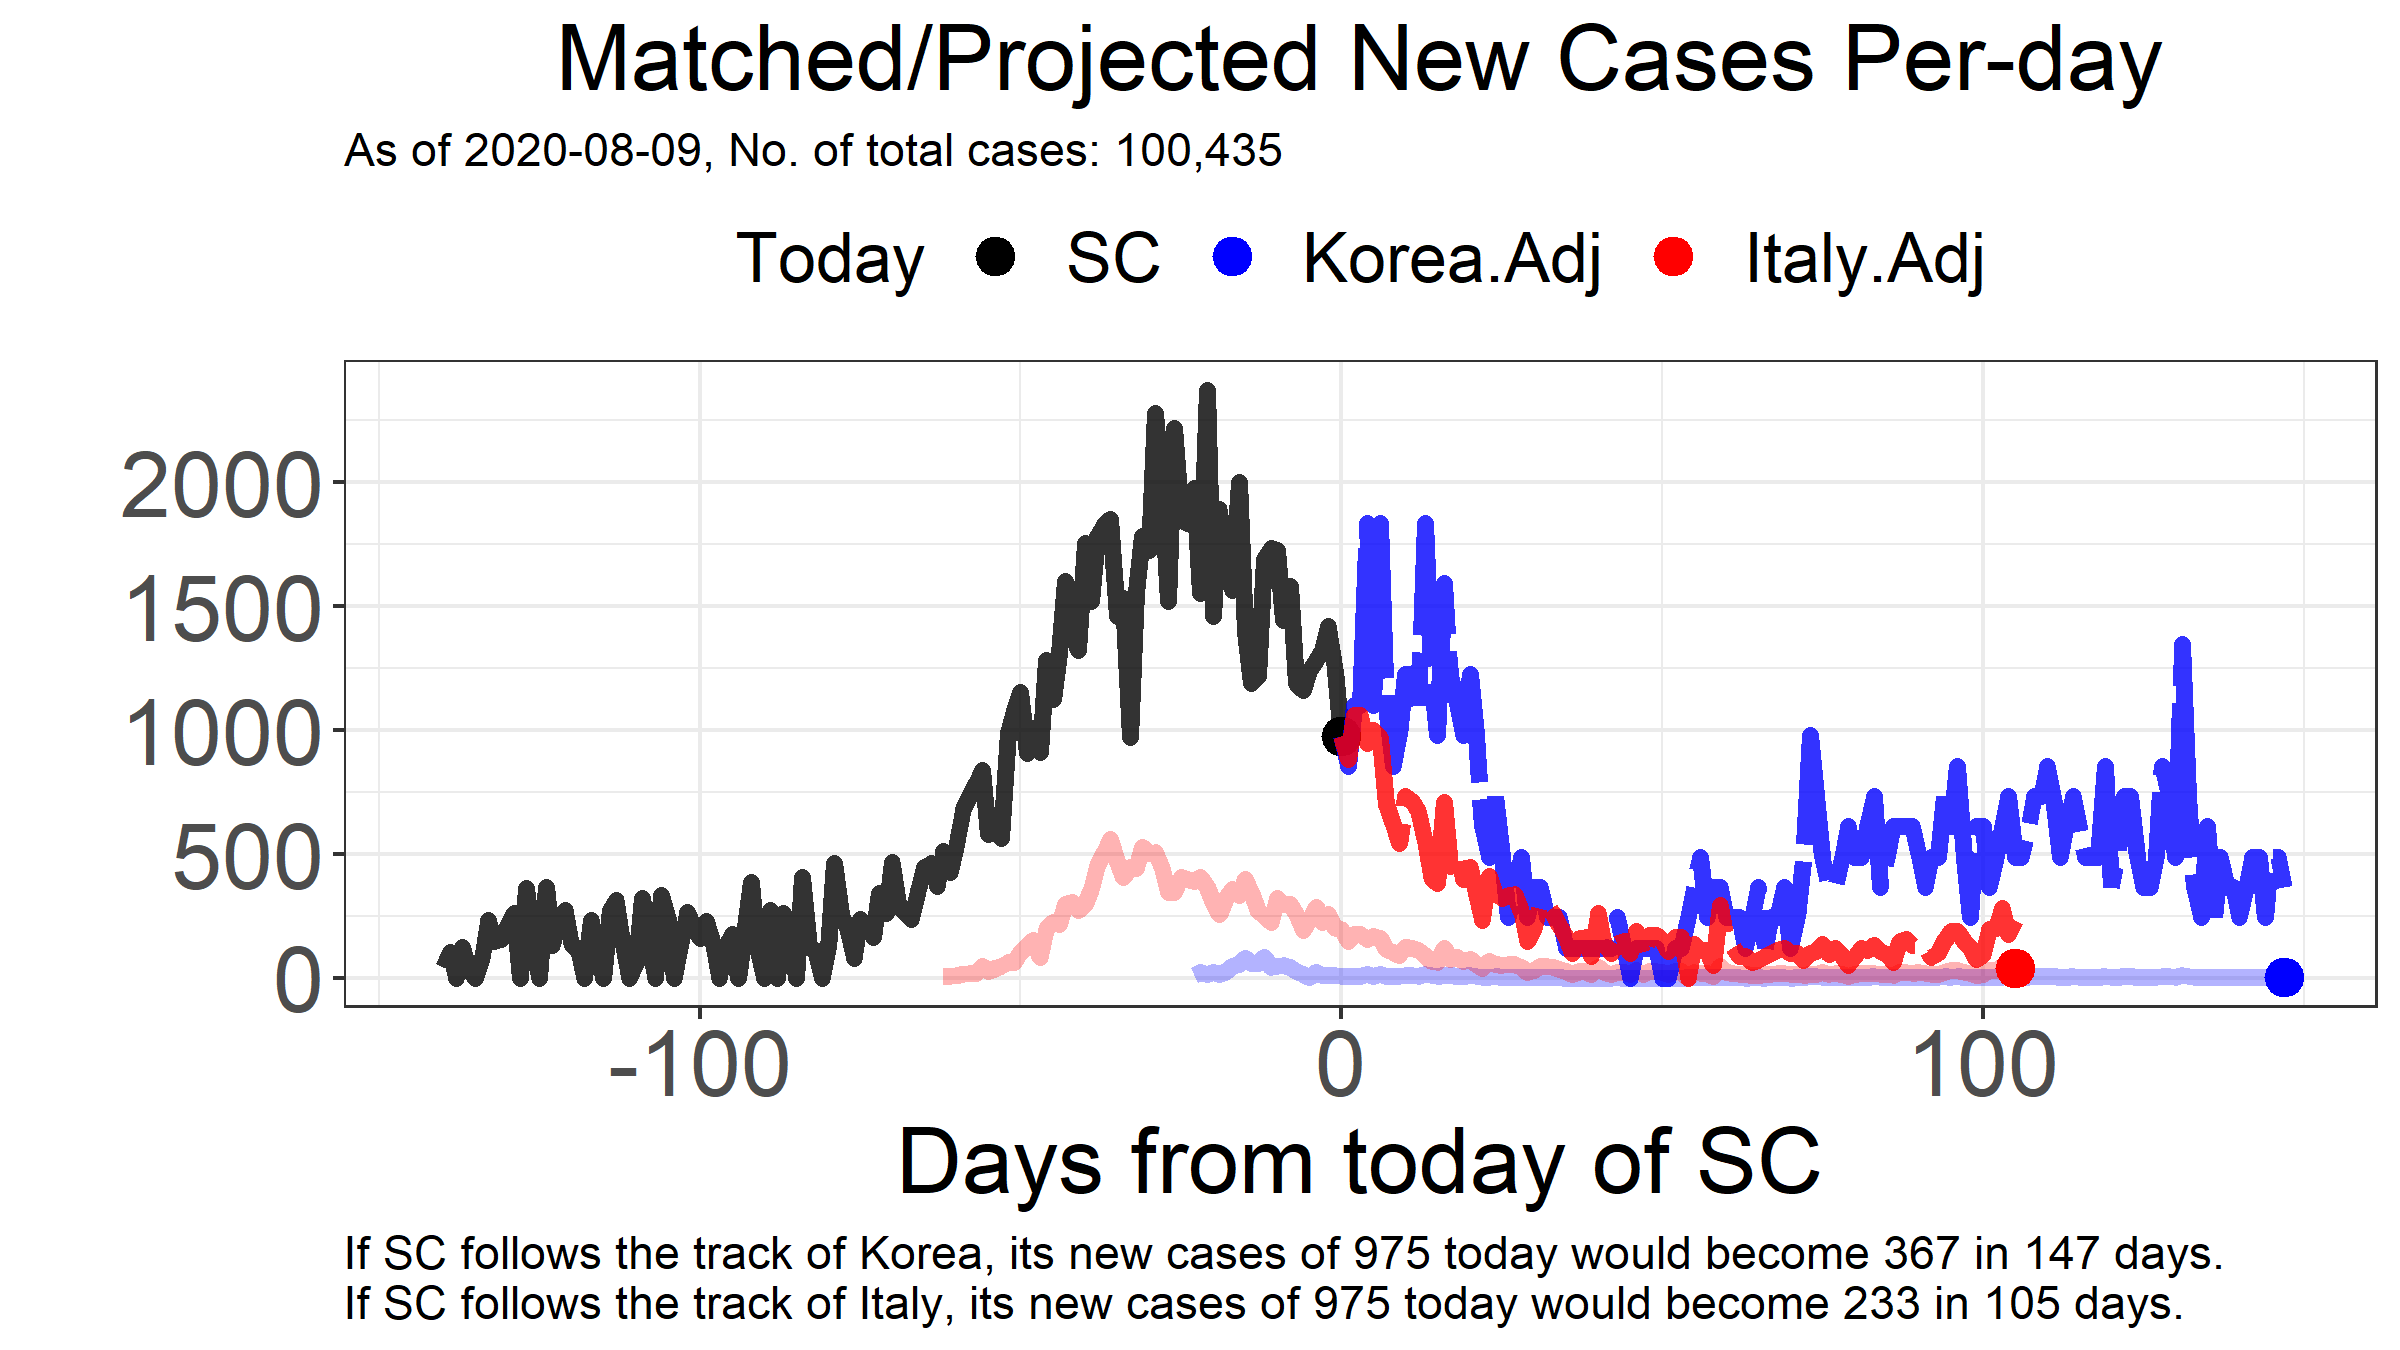 Matched/Projected New Cases Per-day
As of 2020-08-09, No. of total cases: 100,435
Today SC Korea.Adj Italy.Adj
2000
1500
1000
500
0
-100 0 100
Days from today of SC
If SC follows the track of Korea, its new cases of 975 today would become 367 in 147 days.
If SC follows the track of Italy, its new cases of 975 today would become 233 in 105 days.